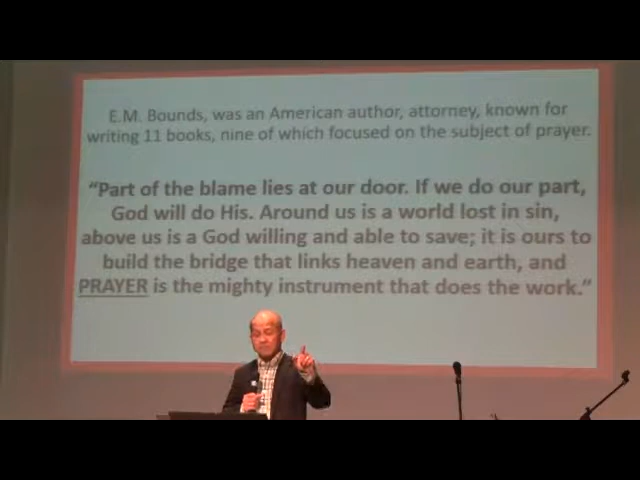 E.M. Bounds, was an American author, attorney, known for
writing 11 books, nine of which focused on the subject of prayer.
“Part of the blame lies at our door. If we do our part,
God will do His. Around us is a world lost in sin,
above us is a God willing and able to save; it is ours to
build the bridge that links heaven and earth, and
PRAYER is the mighty instrument that does the work.”